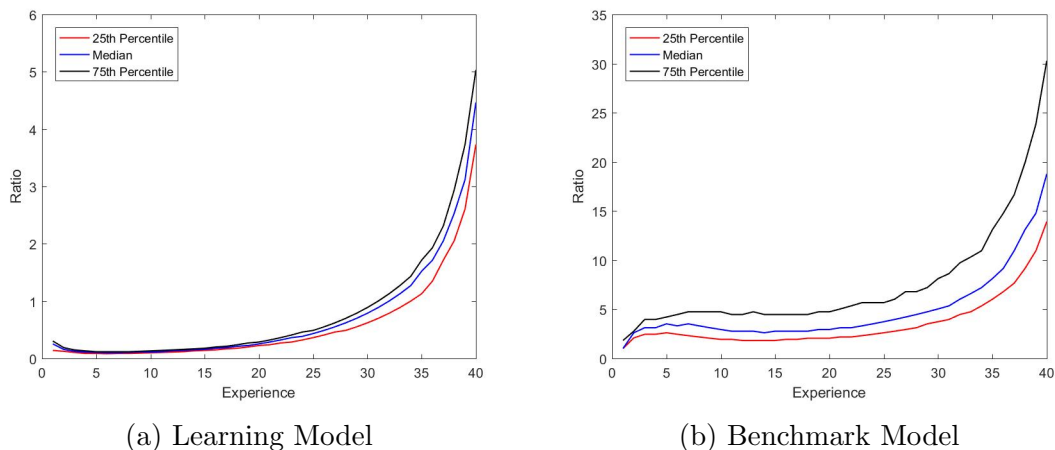 6
5
4
3
2
1
0
Ratio
25th Percentile
Median
75th Percentile
0 5 10 15 20 25 30 35 40
Experience
(a) Learning Model
35
30
25
20
15
10
5
0
Ratio
25th Percentile
Median
75th Percentile
0 5 10 15 20 25 30 35 40
Experience
(b) Benchmark Model